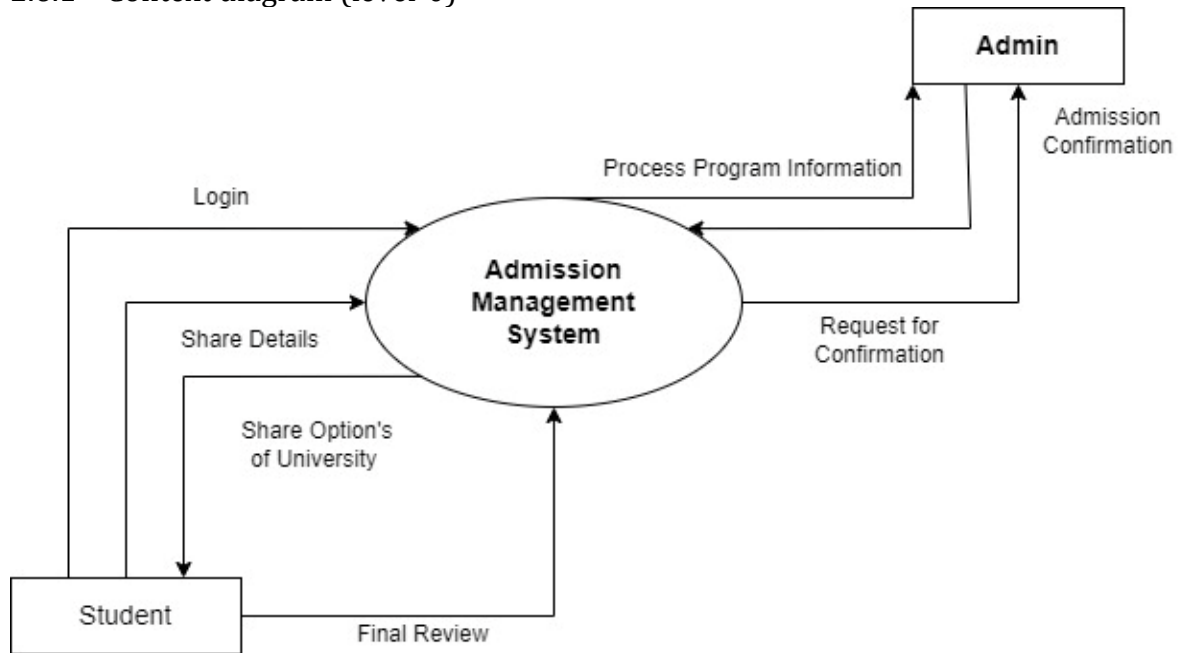 Admin
Admission
Confirmation
Process Program Information
Login
Admission
Management
System
Share Details
Request for
Confirmation
Share Option's
of University
Student
Final Review